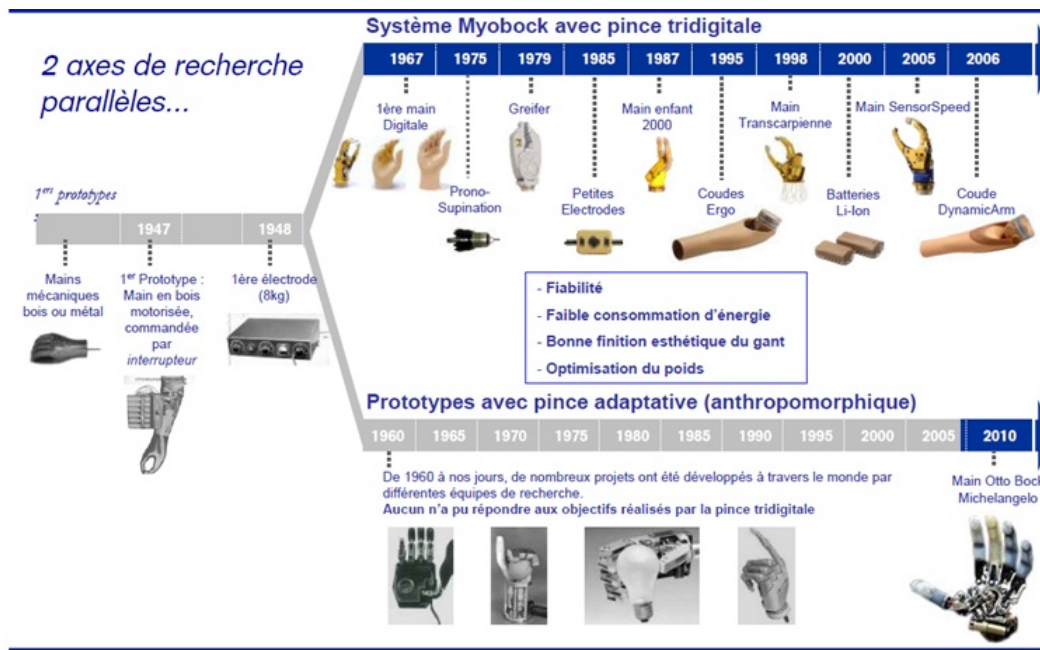 2 axes de recherche
parallèles...
Système Myobock avec pince tridigitale
1967 1975 1979 1985 1987 1995 1998 2000 2005 2006
1ère main
Digitale
Prono-
Supination
Greifer
Petites
Electrodes
Main enfant
2000
Coudes
Ergo
Main
Transcarpienne
Batteries
Li-Ion
Main SensorSpeed
Coude
DynamicArm
1ers prototypes
:
1947 1948
Mains
mécaniques
bois ou métal
1er Prototype :
Main en bois
motorisée,
commandée
par
interrupteur
1ère électrode
(8kg)
- Fiabilité
- Faible consommation d'énergie
- Bonne finition esthétique du gant
- Optimisation du poids
Prototypes avec pince adaptative (anthropomorphique)
1960 1965 1970 1975 1980 1985 1990 1995 2000 2005 2010
De 1960 à nos jours, de nombreux projets ont été développés à travers le monde par
différentes équipes de recherche.
Aucun n'a pu répondre aux objectifs réalisés par la pince tridigitale
Main Otto Bock
Michelangelo